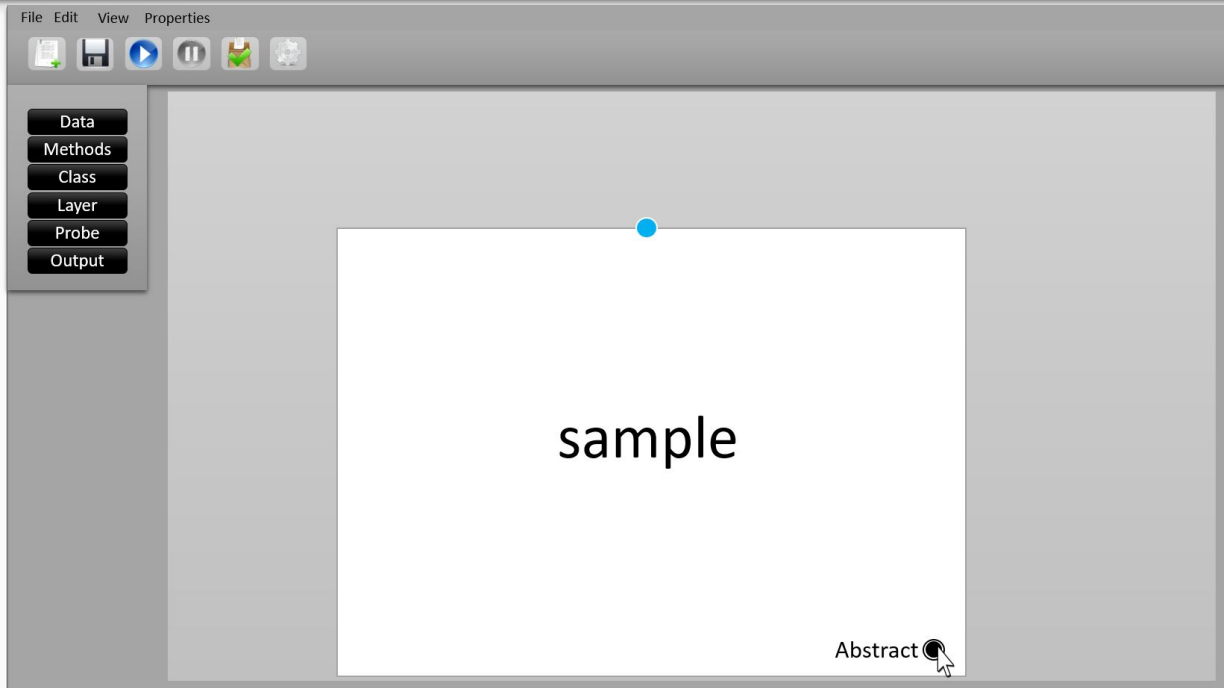 File Edit View Properties
Data
Methods
Class
Layer
Probe
Output
sample
Abstract